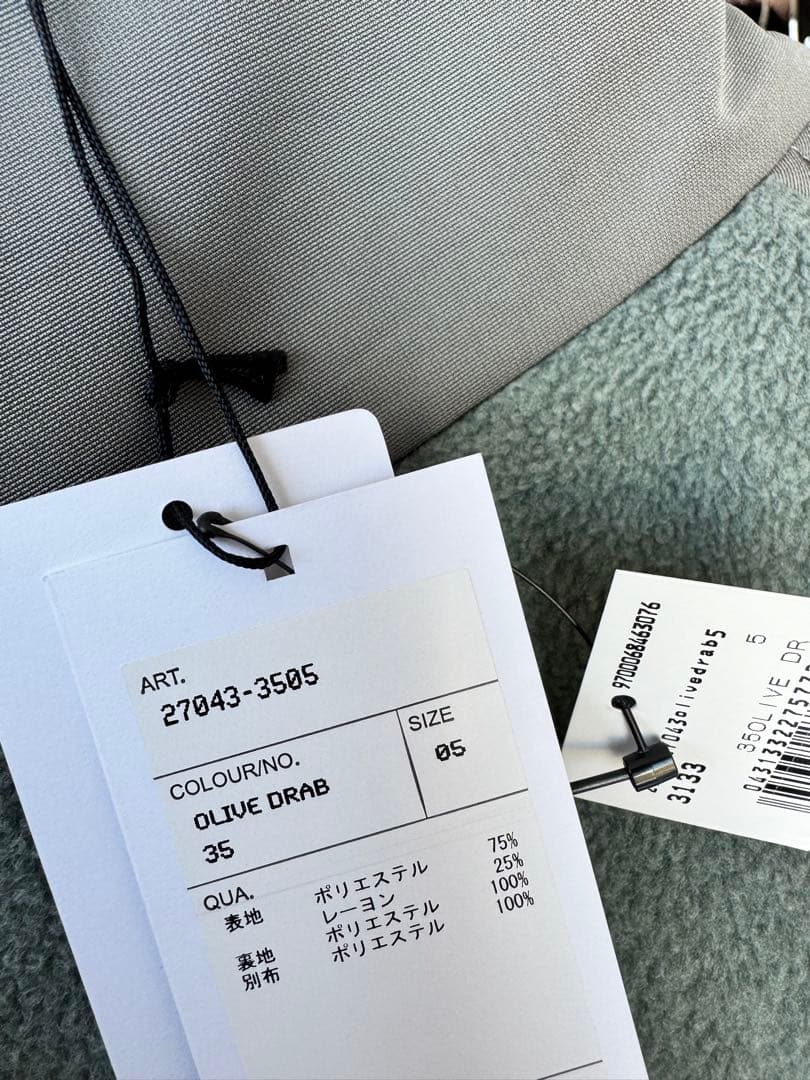 ART.
27043-3505
COLOUR/NO.
SIZE
OLIVE DRAB
05
35
QUA.
表地 ポリエステル 75%
レーヨン 25%
裏地 ポリエステル 100%
別布 ポリエステル 100%
9700068463076
3133
5
35OLIVE DR